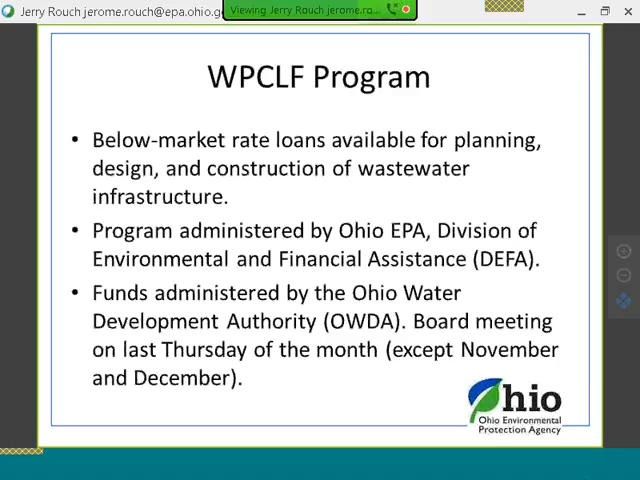 Jerry Rouch jerome.rouch@epa.ohio.g
Viewing Jerry Rouch jerome.ro...
WPCLF Program
• Below-market rate loans available for planning,
design, and construction of wastewater
infrastructure.
• Program administered by Ohio EPA, Division of
Environmental and Financial Assistance (DEFA).
• Funds administered by the Ohio Water
Development Authority (OWDA). Board meeting
on last Thursday of the month (except November
and December).
Ohio
Ohio Environmental
Protection Agency